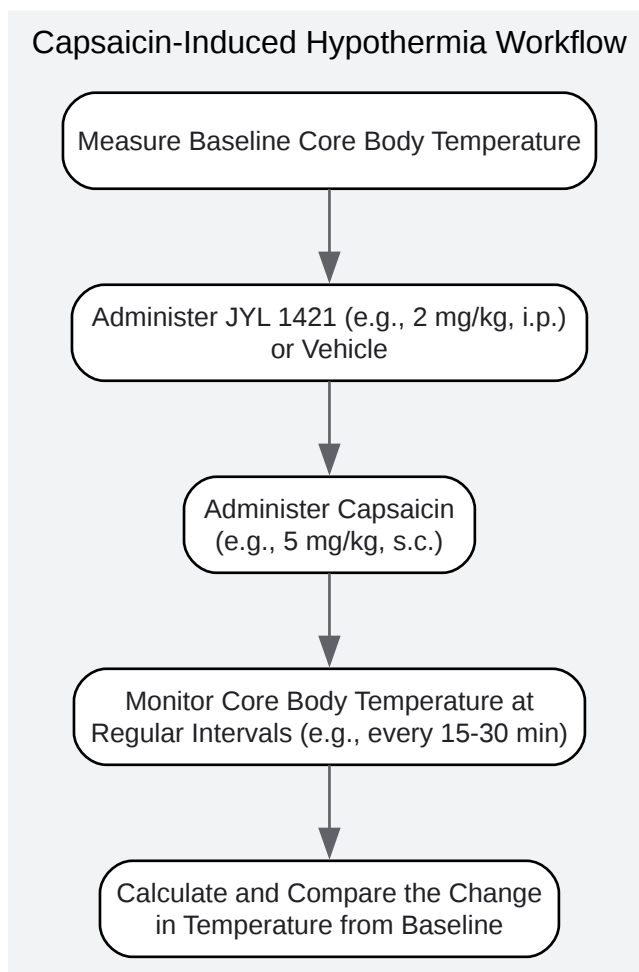 Capsaicin-Induced Hypothermia Workflow
Measure Baseline Core Body Temperature
Administer JYL 1421 (e.g., 2 mg/kg, i.p.)
or Vehicle
Administer Capsaicin
(e.g., 5 mg/kg, s.c.)
Monitor Core Body Temperature at
Regular Intervals (e.g., every 15-30 min)
Calculate and Compare the Change
in Temperature from Baseline